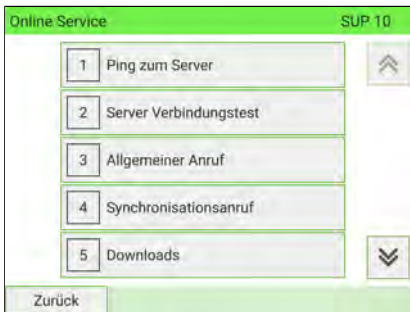 Online Service SUP 10
1 Ping zum Server
2 Server Verbindungstest
3 Allgemeiner Anruf
4 Synchronisationsanruf
5 Downloads
Zurück